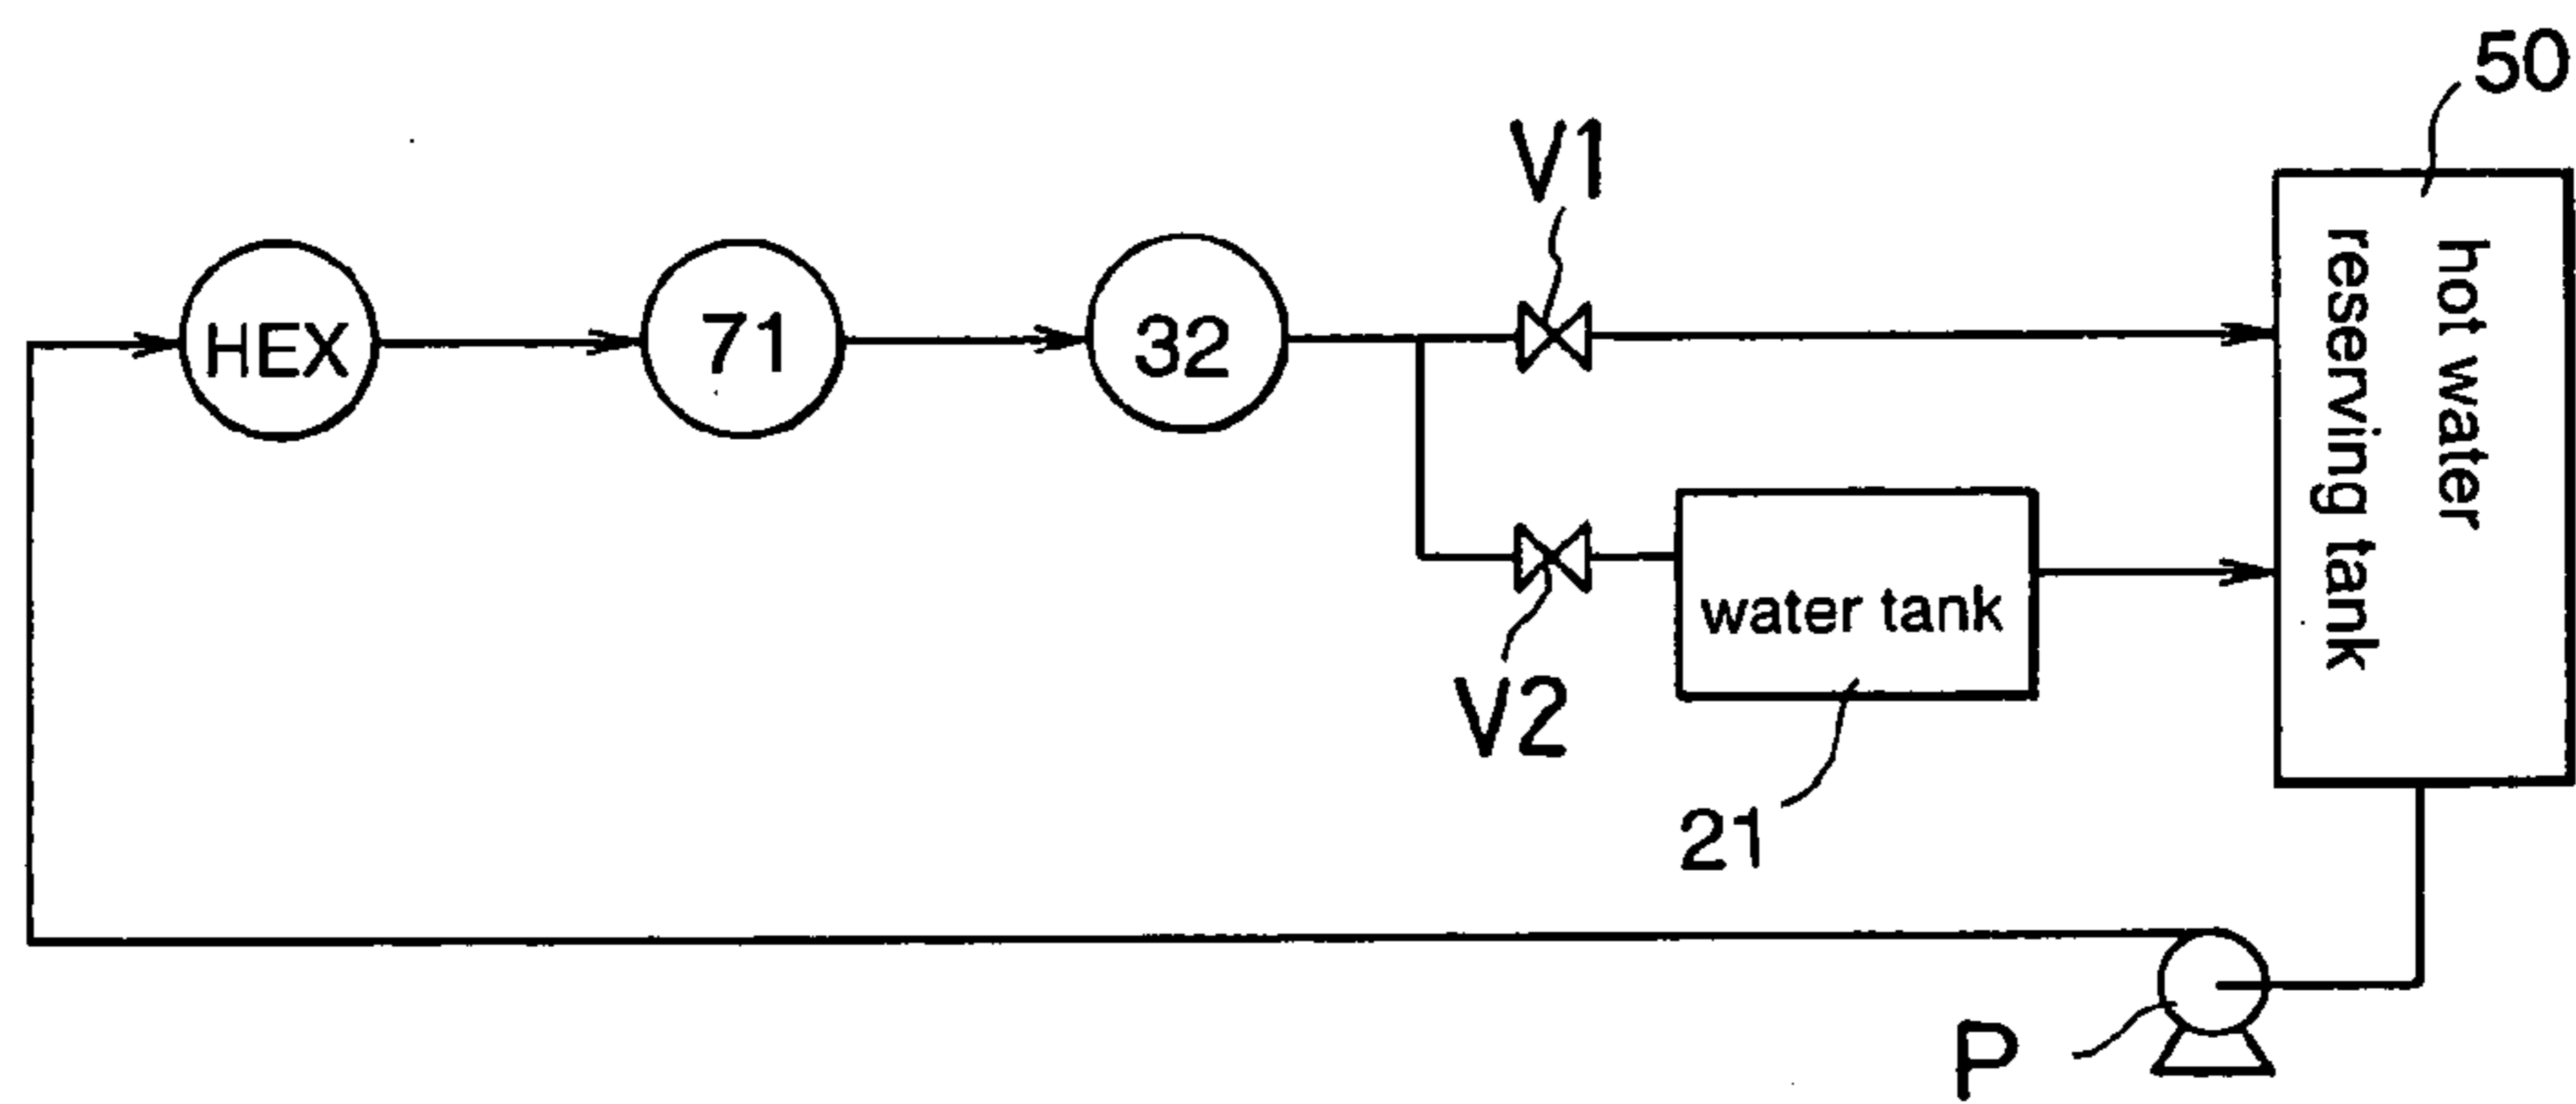 50
V1
HEX
71
32
hot water
reserving tank
water tank
V2
21
P